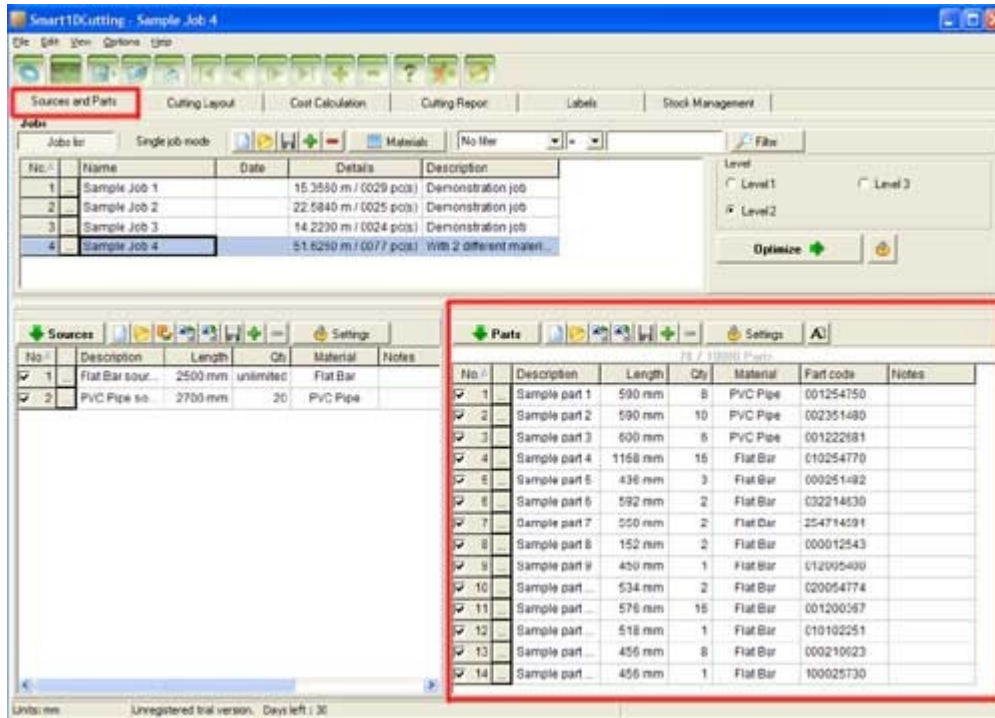 Smart1DCutting - Sample Job 4
File Edit View Options Help
Sources and Parts Cutting Layout Cost Calculation Cutting Repor Labels Stock Management
Jobs
Jobs list Single job mode Materials No filter = Filter
No. Name Date Details Description
1 ... Sample Job 1 15.3550 m / 0029 pc(s) Demonstration job
2 ... Sample Job 2 22.5840 m / 0025 pc(s) Demonstration job
3 ... Sample Job 3 14.2230 m / 0024 pc(s) Demonstration job
4 ... Sample Job 4 51.6250 m / 0077 pc(s) With 2 different materi...
Level
Level1 Level 3
Level2
Optimize
Sources Settings
No Description Length Qty Material Notes
1 ... Flat Bar sour... 2500 mm unlimited Flat Bar
2 PVC Pipe so... 2700 mm 20 PVC Pipe
Parts Settings A
78 / 10000 Parts
No. Description Length Qty Material Part code Notes
1 ... Sample part 1 590 mm 8 PVC Pipe 001254750
2 ... Sample part 2 590 mm 10 PVC Pipe 002351480
3 ... Sample part 3 600 mm 6 PVC Pipe 001222681
4 ... Sample part 4 1168 mm 15 Flat Bar 010254770
5 ... Sample part 5 436 mm 3 Flat Bar 000251482
6 ... Sample part 6 592 mm 2 Flat Bar 032214630
7 ... Sample part 7 550 mm 2 Flat Bar 254714591
8 ... Sample part 8 152 mm 2 Flat Bar 000012543
9 ... Sample part 9 450 mm 1 Flat Bar 012005400
10 ... Sample part ... 534 mm 2 Flat Bar 020054774
11 ... Sample part ... 576 mm 16 Flat Bar 001200367
12 ... Sample part ... 518 mm 1 Flat Bar 010102251
13 ... Sample part ... 456 mm 8 Flat Bar 000210023
14 ... Sample part ... 456 mm 1 Flat Bar 100025730
Units: mm Unregistered trial version. Days left : 30